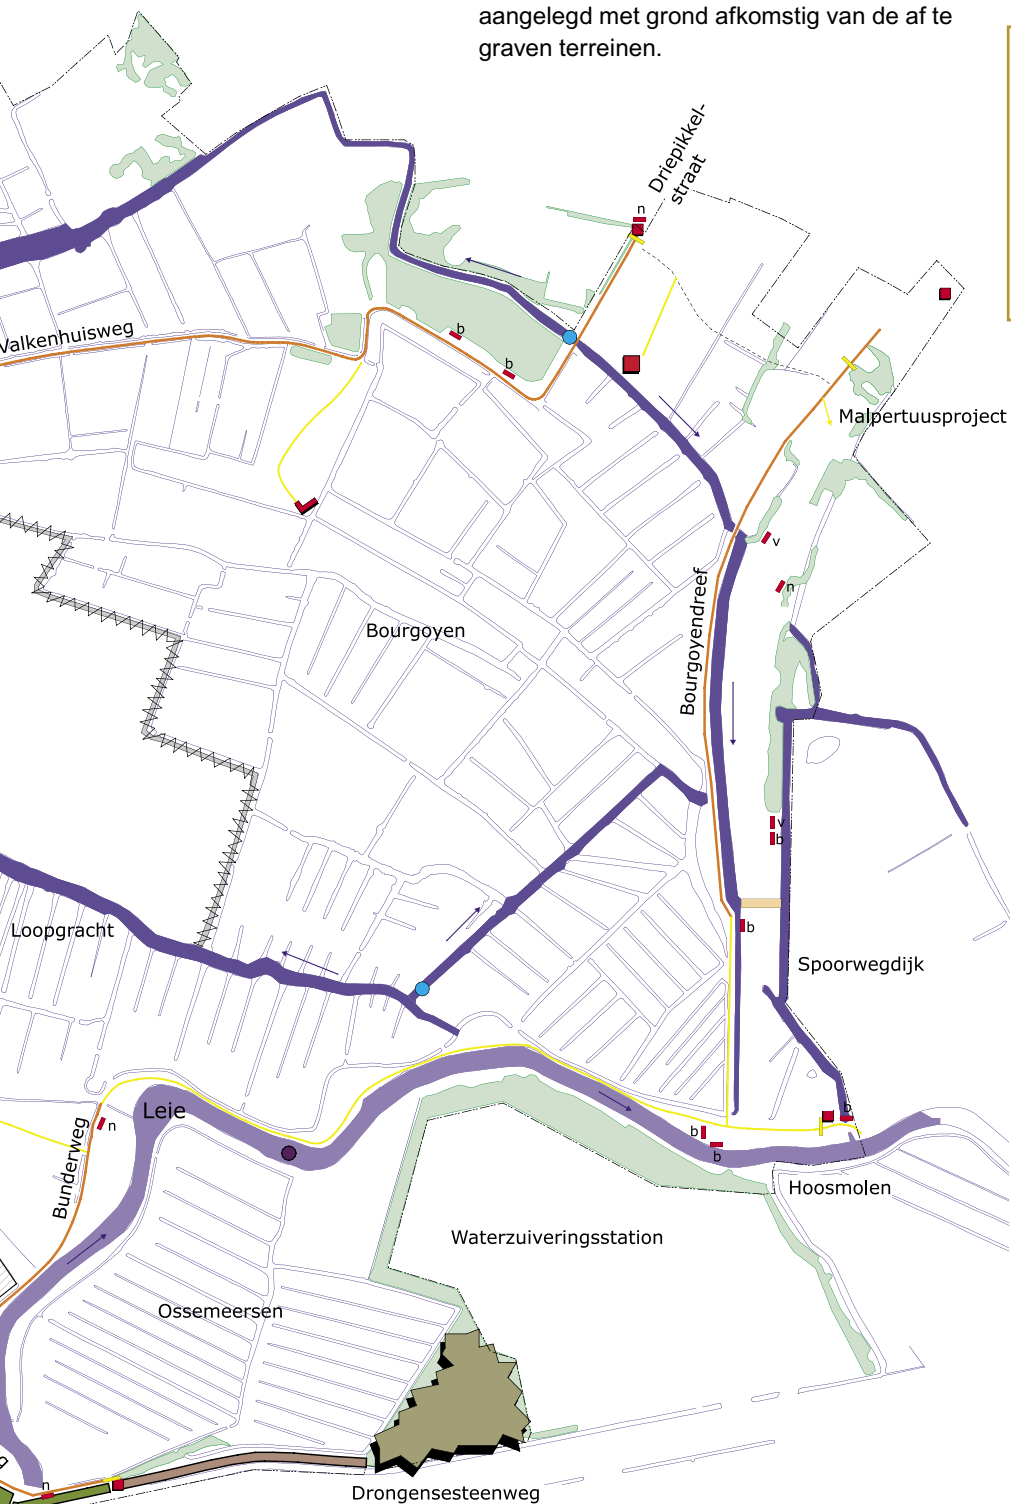 aangelegd met grond afkomstig van de af te
graven terreinen.
Driepikkel-
straat
n
Valkenhuisweg
b
b
Malpertuusproject
v
n
Bourgoyendreef
Bourgoyen
v
b
b
Loopgracht
Spoorwegdijk
Leie
n
b
b
b
Bunderweg
Hoosmolen
Waterzuiveringsstation
Ossemeersen
n
Drongensesteenweg